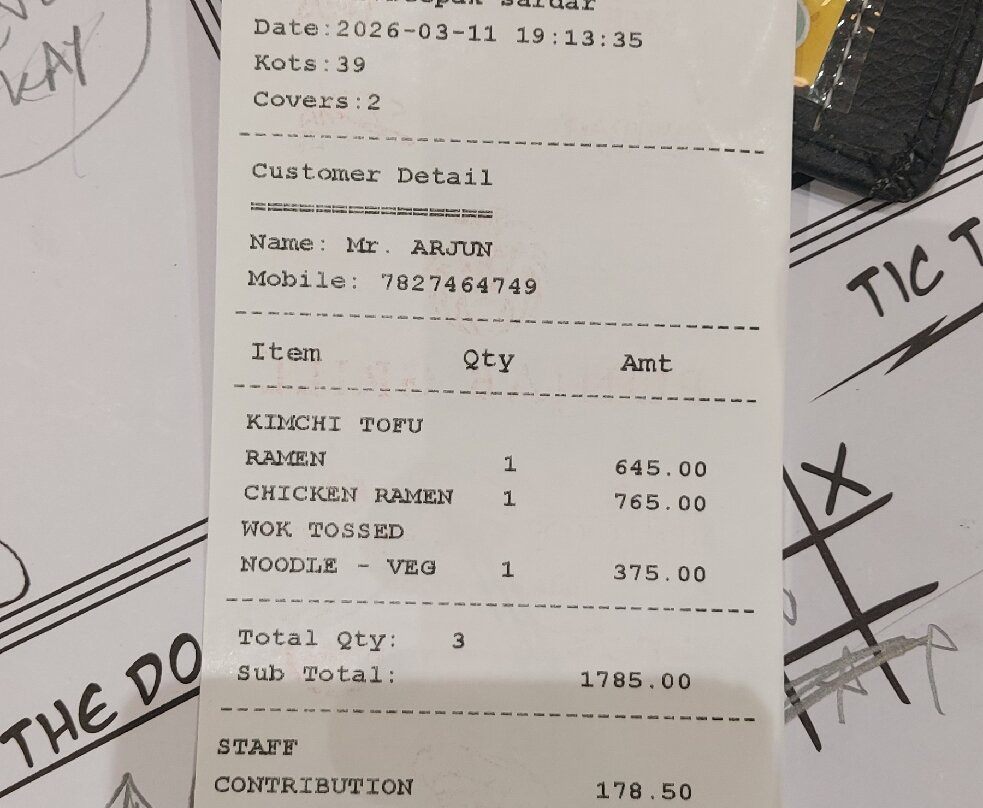 KAY
Sardar
Date:2026-03-11 19:13:35
Kots:39
Covers:2
Customer Detail
Name: Mr. ARJUN
Mobile: 7827464749
Item Qty Amt
KIMCHI TOFU
RAMEN 1 645.00
CHICKEN RAMEN 1 765.00
WOK TOSSED
NOODLE - VEG 1 375.00
Total Qty: 3
Sub Total: 1785.00
STAFF
CONTRIBUTION 178.50
TIC T
X
THE DO